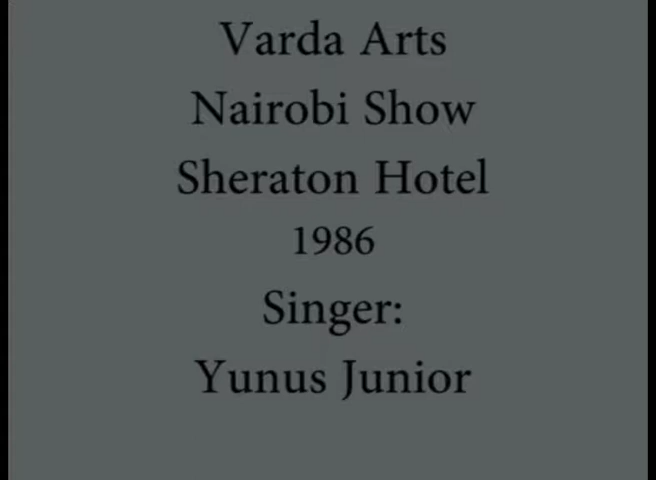 Varda Arts
Nairobi Show
Sheraton Hotel
1986
Singer:
Yunus Junior